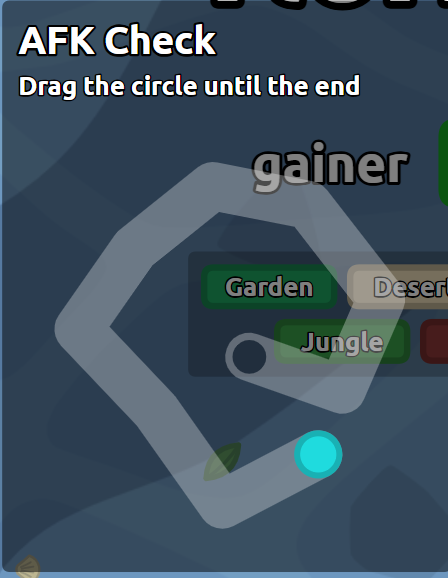 AFK Check
Drag the circle until the end
gainer
Garden
Jungle